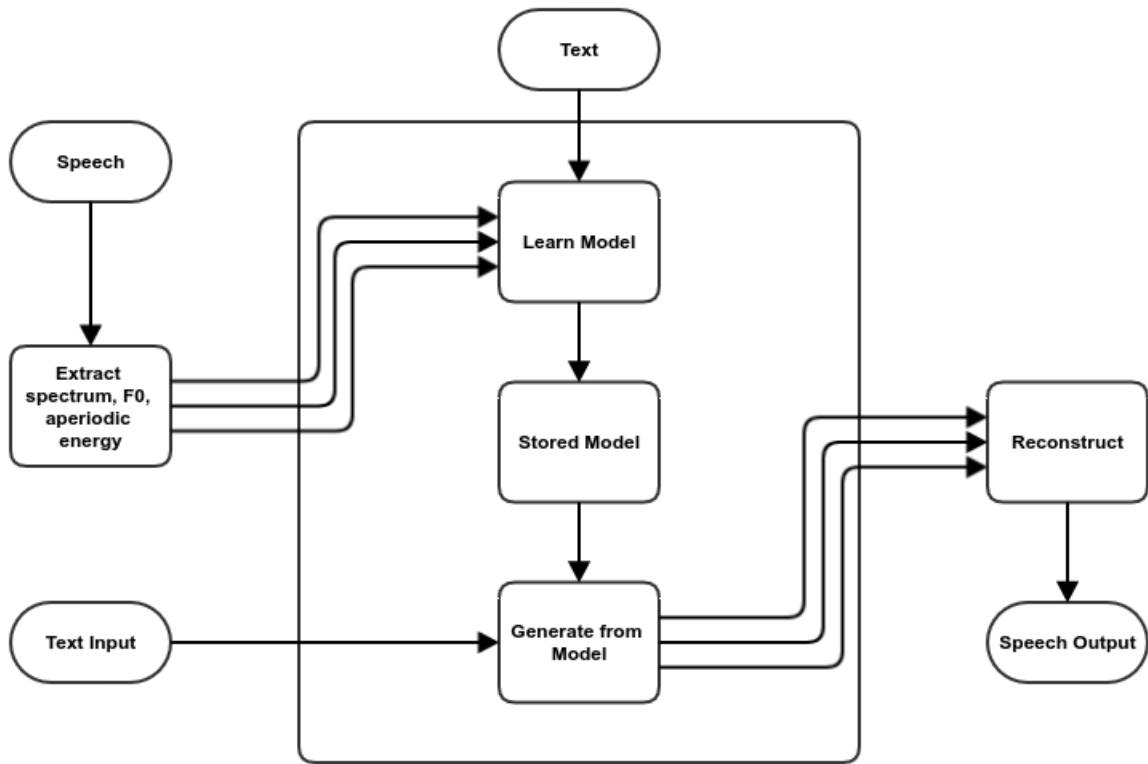 Text
Speech
Learn Model
Extract
spectrum, F0,
aperiodic
energy
Stored Model
Reconstruct
Text Input
Generate from
Model
Speech Output